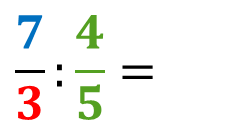 7/3 : 4/5 =